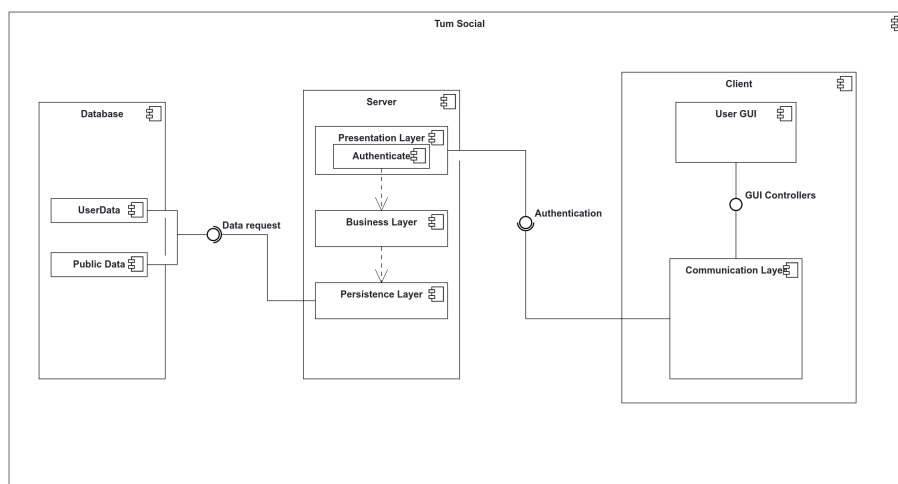 Tum Social
Database
UserData
Public Data
Data request
Server
Presentation Layer
Authenticate
Business Layer
Persistence Layer
Authentication
Client
User GUI
GUI Controllers
Communication Layer